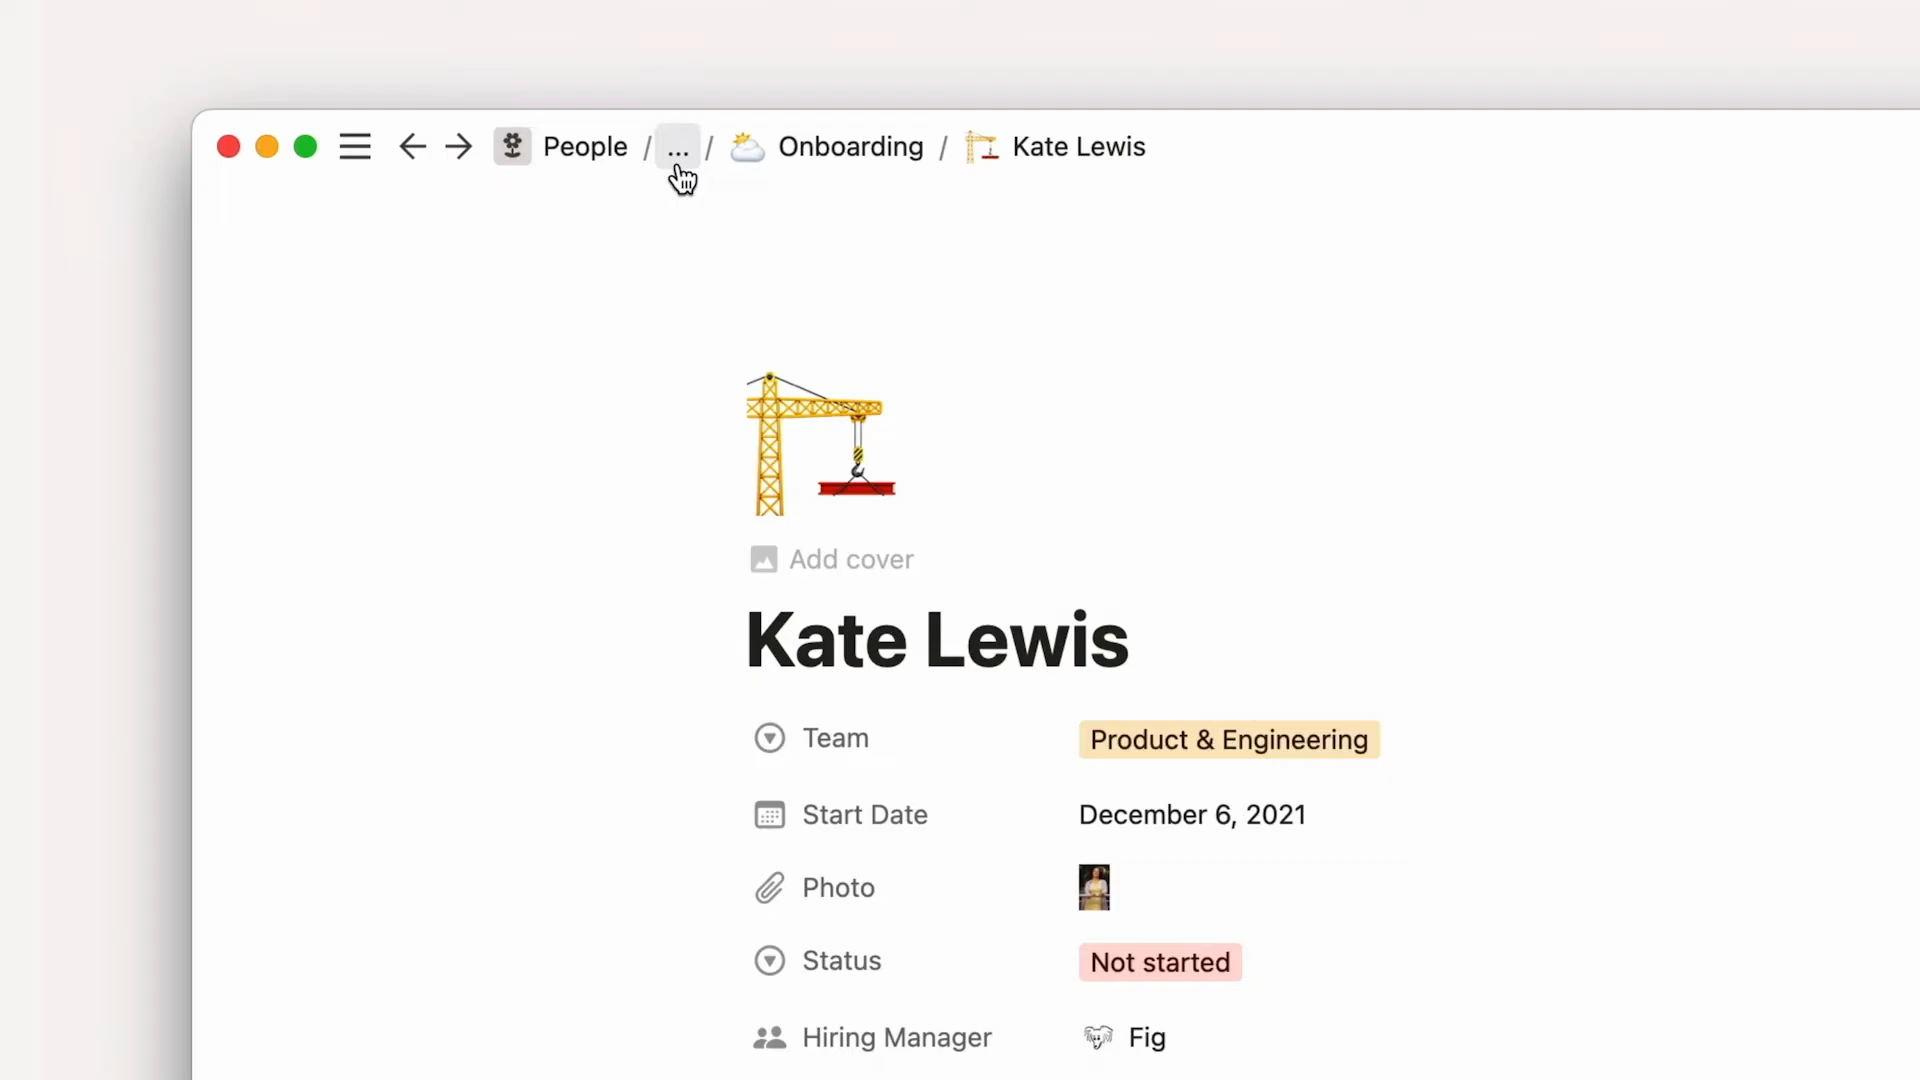 People / ... / Onboarding / Kate Lewis
Add cover
Kate Lewis
Team Product & Engineering
Start Date December 6, 2021
Photo
Status Not started
Hiring Manager Fig